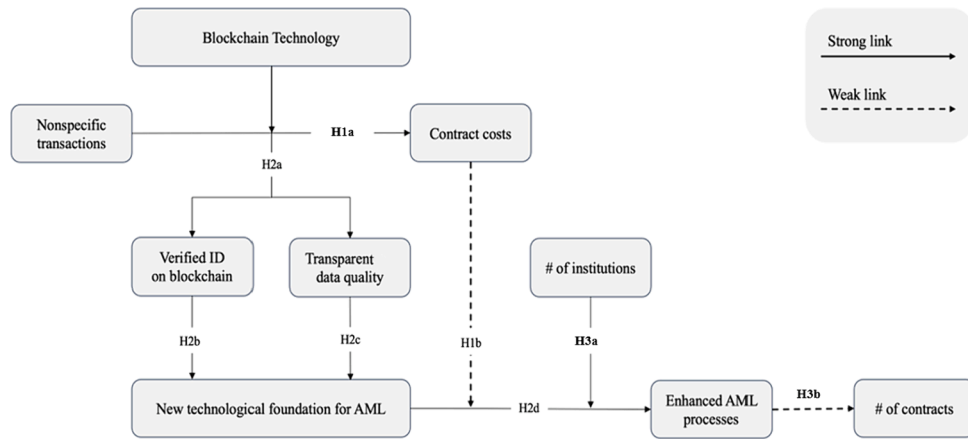 Blockchain Technology
Strong link
Weak link
Nonspecific
transactions
H1a
Contract costs
H2a
Verified ID
on blockchain
Transparent
data quality
# of institutions
H2b
H2c
H1b
H3a
New technological foundation for AML
H2d
Enhanced AML
processes
H3b
# of contracts